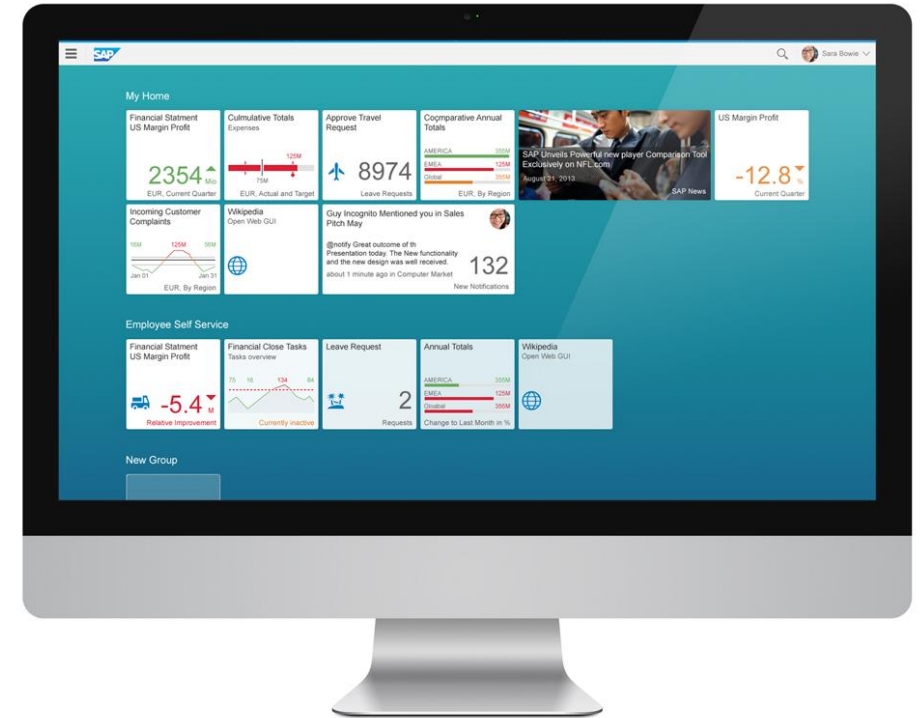 SAP
Sara Bowie
My Home
Financial Statment
US Margin Profit
2354
Mio
EUR, Current Quarter
Culmulative Totals
Expenses
125M
75M
EUR, Actual and Target
Approve Travel
Request
8974
Leave Requests
Coçmparative Annual
Totals
AMERICA 355M
EMEA 125M
Global 355M
EUR, By Region
SAP Unveils Powerful new player Comparison Tool
Exclusively on NFL.com
August 21, 2013
SAP News
US Margin Profit
-12.8
%
Current Quarter
Incoming Customer
Complaints
16M 125M 56M
Jan 01 Jan 31
EUR, By Region
Wikipedia
Open Web GUI
Guy Incognito Mentioned you in Sales
Pitch May
@notify Great outcome of th
Presentation today. The New functionality
and the new design was well received.
about 1 minute ago in Computer Market
132
New Notifications
Employee Self Service
Financial Statment
US Margin Profit
-5.4
M
Relative Improvement
Financial Close Tasks
Tasks overview
75 16 134 84
Currently inactive
Leave Request
2
Requests
Annual Totals
AMERICA 355M
EMEA 125M
355M
Change to Last Month in %
Wikipedia
Open Web GUI
New Group